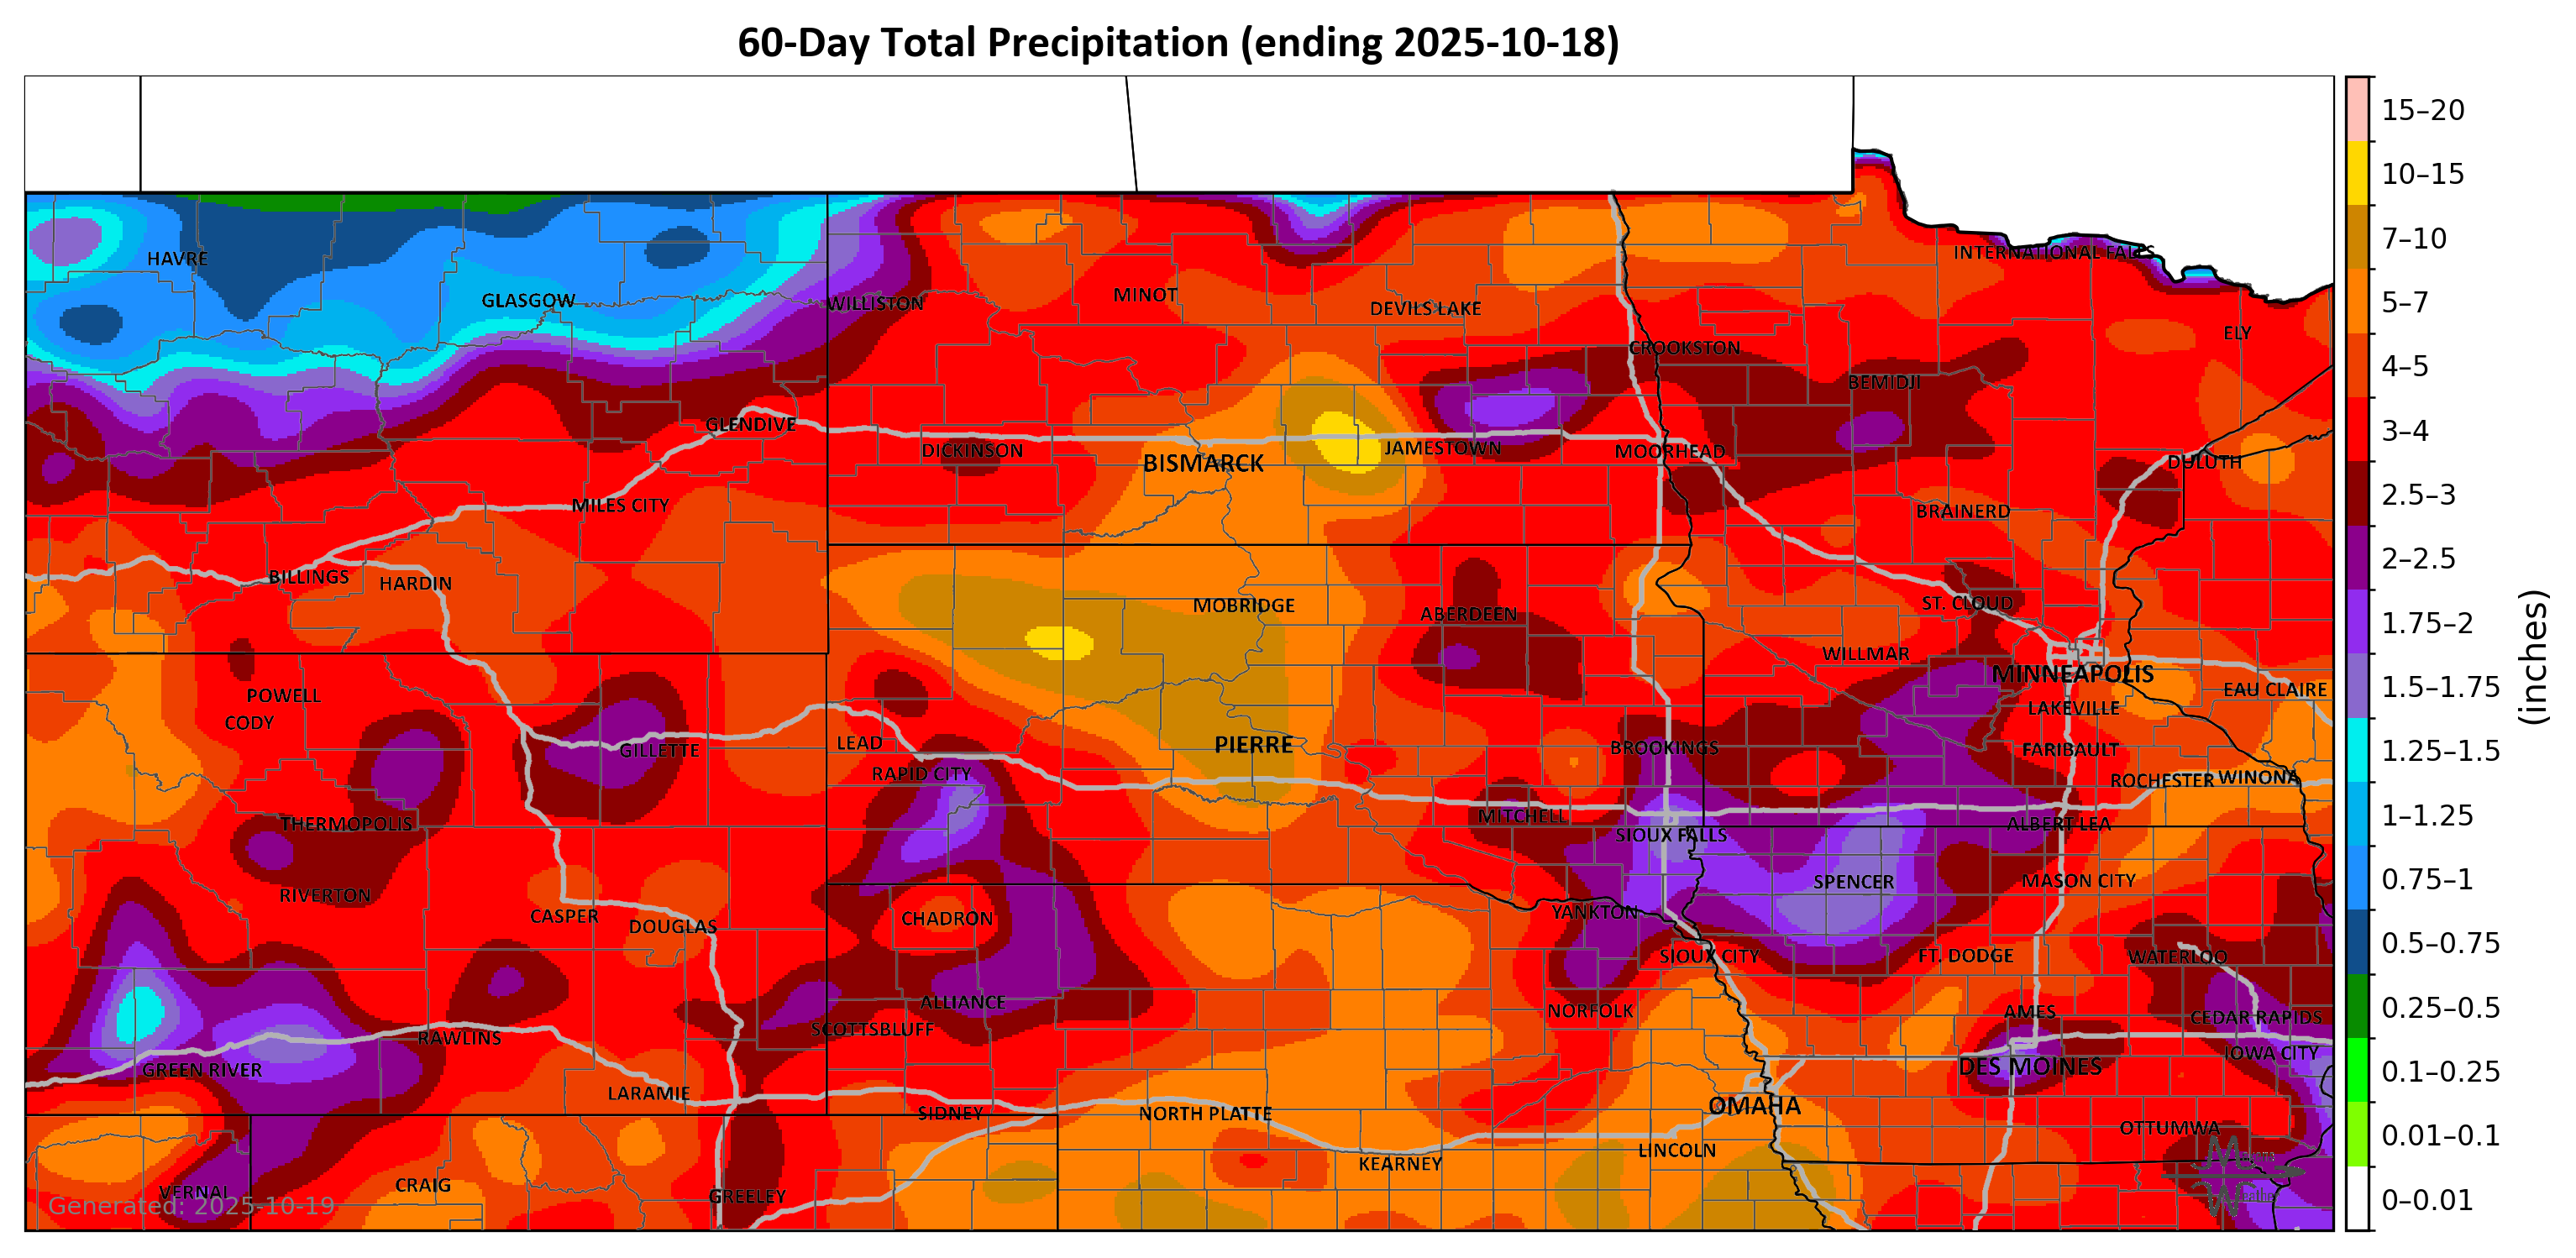 60-Day Total Precipitation (ending 2025-10-18)
INTERNATIONAL FALLS
HAVRE
GLASGOW
WILLISTON
MINOT
DEVILS LAKE
ELY
CROOKSTON
BEMIDJI
GLENDIVE
DICKINSON
BISMARCK
JAMESTOWN
MOORHEAD
DULUTH
MILES CITY
BRAINERD
BILLINGS
HARDIN
MOBRIDGE
ABERDEEN
ST. CLOUD
WILLMAR
MINNEAPOLIS
POWELL
EAU CLAIRE
CODY
LAKEVILLE
GILLETTE
LEAD
PIERRE
BROOKINGS
FARIBAULT
RAPID CITY
ROCHESTER
WINONA
THERMOPOLIS
MITCHELL
SIOUX FALLS
ALBERT LEA
RIVERTON
SPENCER
MASON CITY
CASPER
DOUGLAS
CHADRON
YANKTON
SIOUX CITY
FT. DODGE
WATERLOO
ALLIANCE
NORFOLK
AMES
SCOTTSBLUFF
CEDAR RAPIDS
RAWLINS
IOWA CITY
GREEN RIVER
DES MOINES
LARAMIE
OMAHA
SIDNEY
NORTH PLATTE
OTTUMWA
KEARNEY
LINCOLN
VERNAL
CRAIG
GREELEY
Generated: 2025-10-19
15–20
10–15
7–10
5–7
4–5
3–4
2.5–3
2–2.5
1.75–2
1.5–1.75
1.25–1.5
1–1.25
0.75–1
0.5–0.75
0.25–0.5
0.1–0.25
0.01–0.1
0–0.01
(inches)